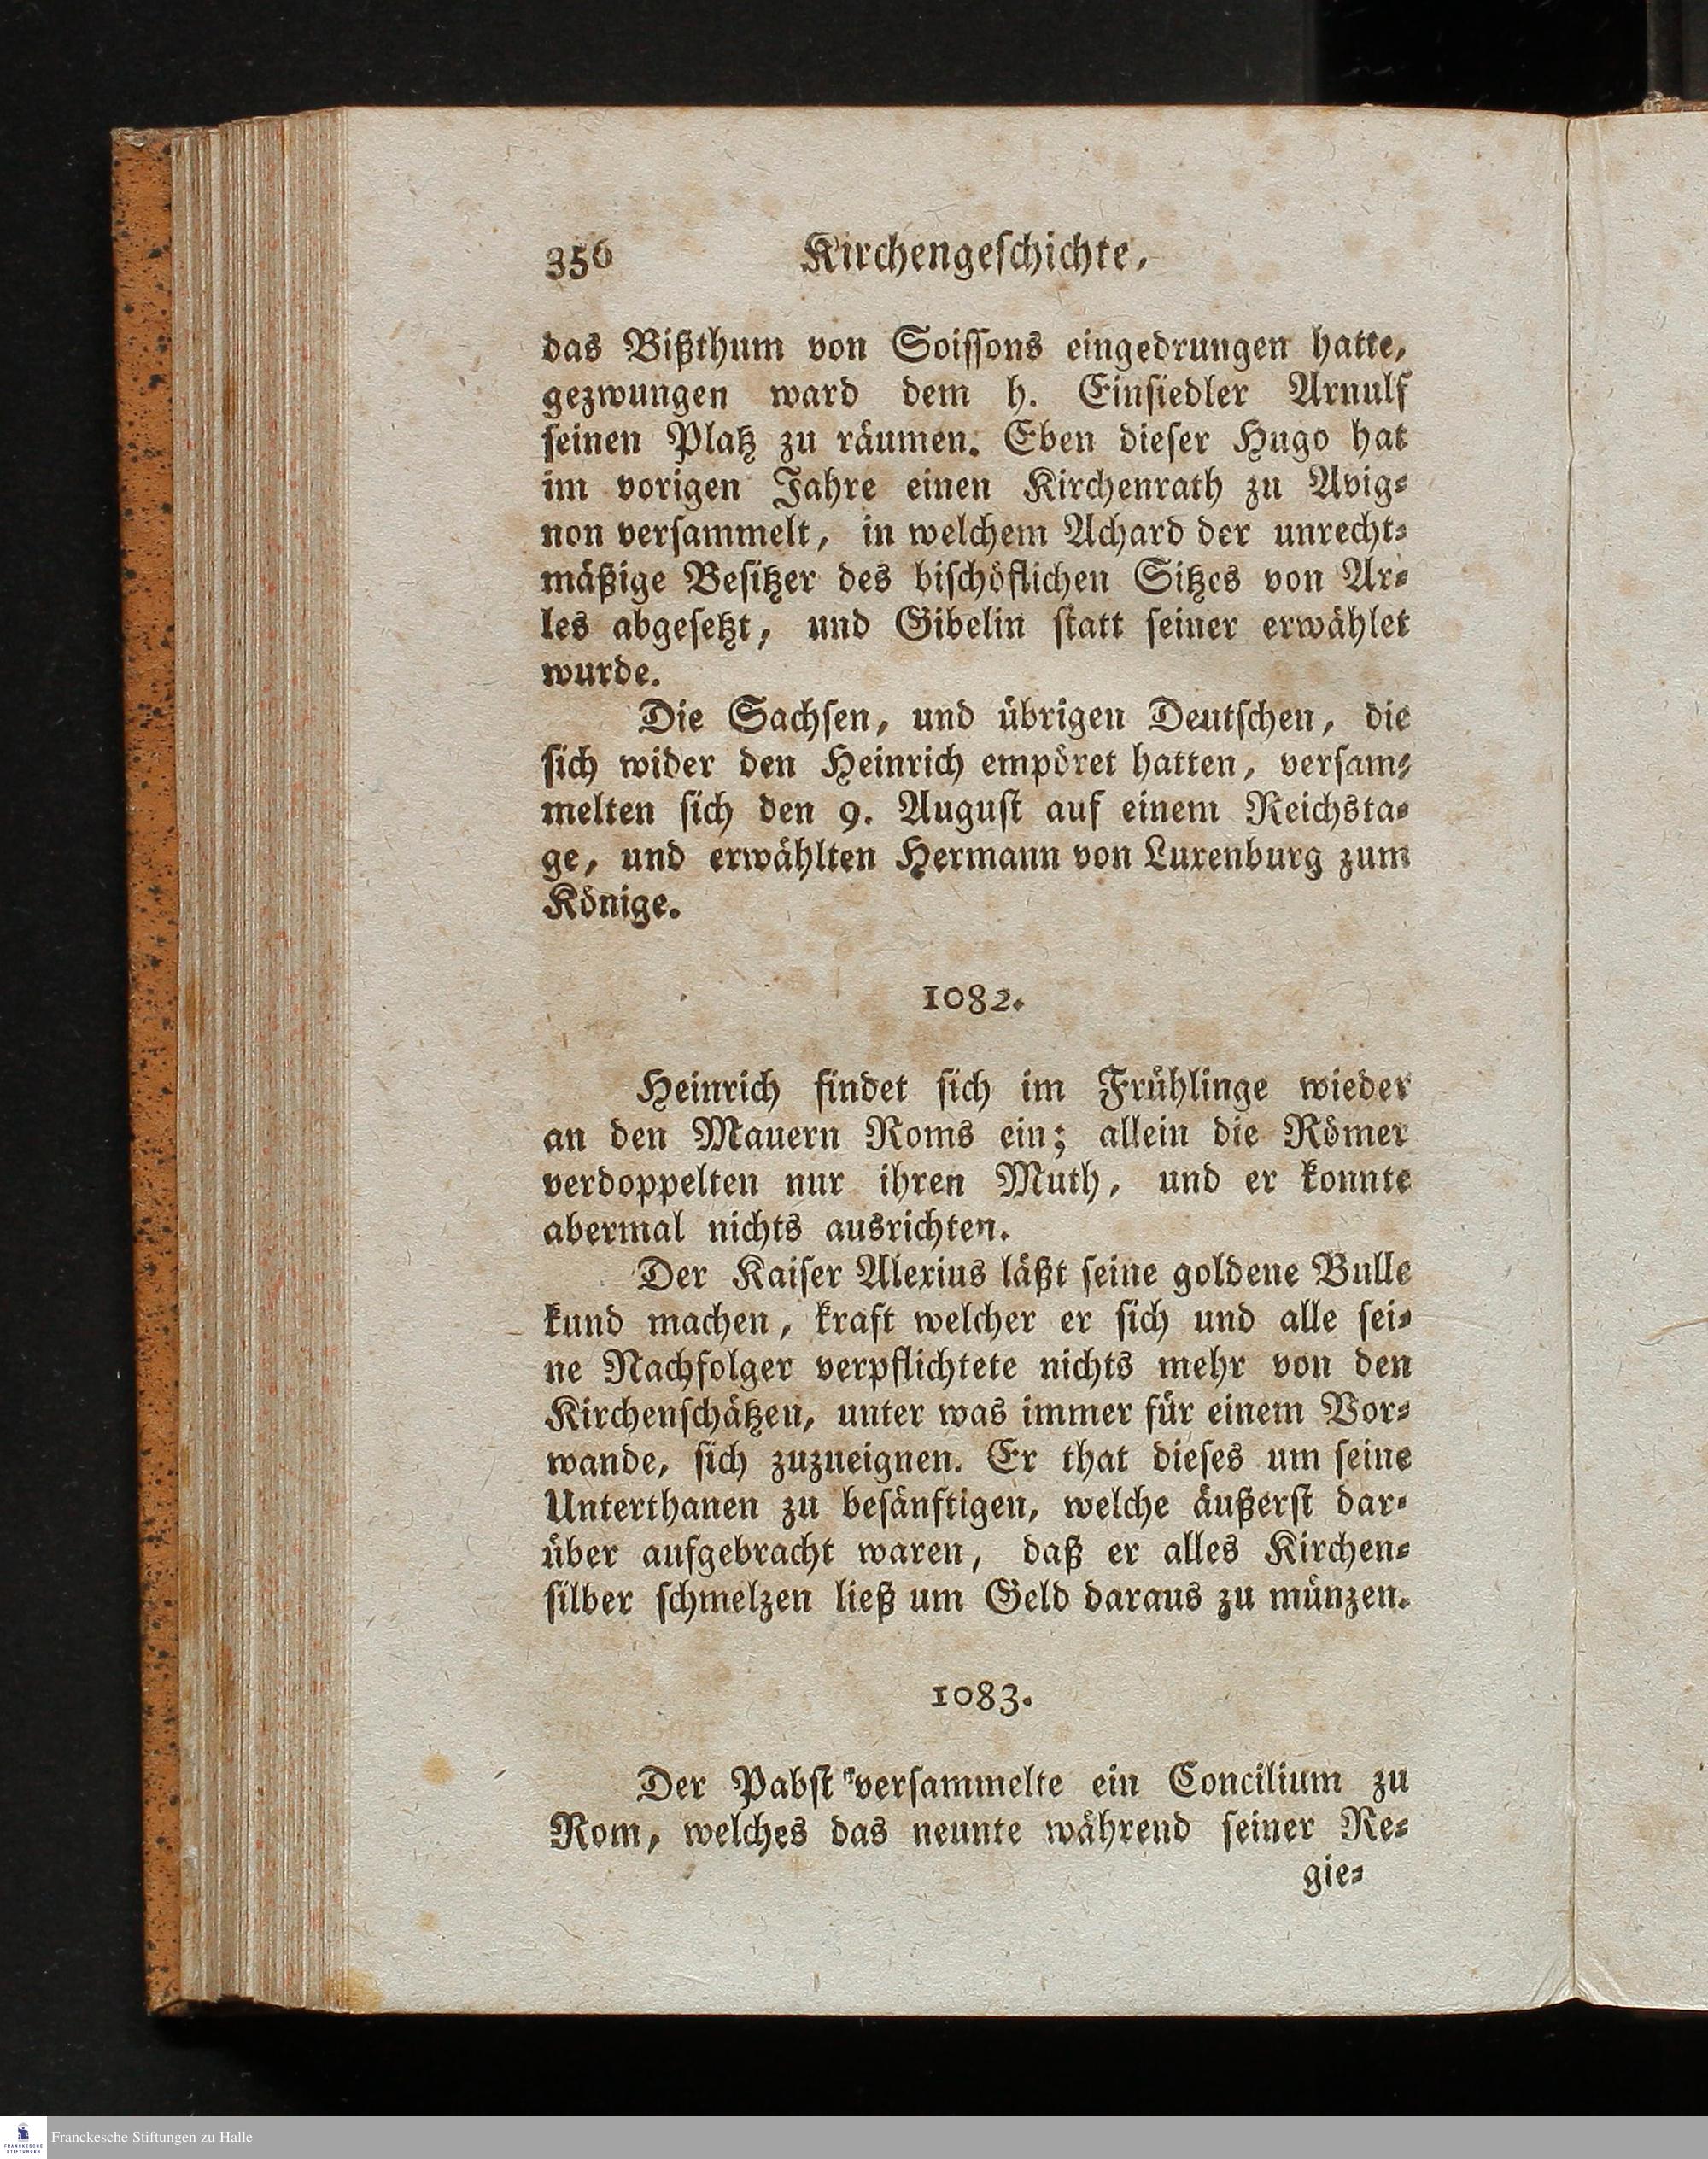 356 Kirchengeschichte,
das Bißthum von Soissons eingedrungen hatte,
gezwungen ward dem h. Einsiedler Arnulf
seinen Platz zu räumen. Eben dieser Hugo hat
im vorigen Jahre einen Kirchenrath zu Avig-
non versammelt, in welchem Achard der unrecht-
mäßige Besitzer des bischöflichen Sitzes von Ar-
les abgesetzt, und Gibelin statt seiner erwählet
wurde.
Die Sachsen, und übrigen Deutschen, die
sich wider den Heinrich empöret hatten, versam-
melten sich den 9. August auf einem Reichsta-
ge, und erwählten Hermann von Luxenburg zum
Könige.
1082.
Heinrich findet sich im Frühlinge wieder
an den Mauern Roms ein; allein die Römer
verdoppelten nur ihren Muth, und er konnte
abermal nichts ausrichten.
Der Kaiser Alexius läßt seine goldene Bulle
kund machen, kraft welcher er sich und alle sei-
ne Nachfolger verpflichtete nichts mehr von den
Kirchenschätzen, unter was immer für einem Vor-
wande, sich zuzueignen. Er that dieses um seine
Unterthanen zu besänftigen, welche äußerst dar-
über aufgebracht waren, daß er alles Kirchen-
silber schmelzen ließ um Geld daraus zu münzen.
1083.
Der Pabst versammelte ein Concilium zu
Rom, welches das neunte während seiner Re-
gie-
FRANCKESCHE
STIFTUNGEN
Franckesche Stiftungen zu Halle